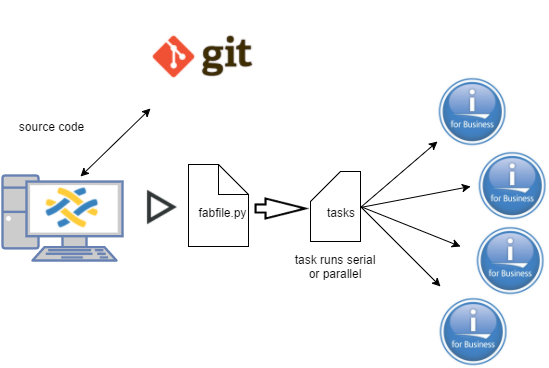 git
source code
fabfile.py
tasks
task runs serial
or parallel
i
for Business
i
for Business
i
for Business
i
for Business